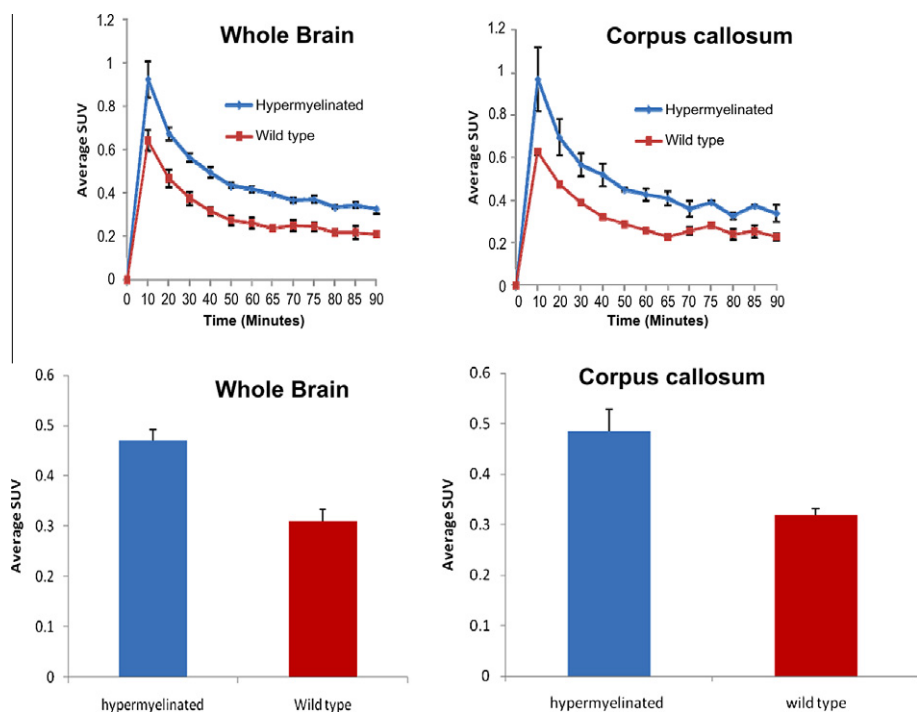 Whole Brain
1.2
1
0.8
0.6
0.4
0.2
0
Average SUV
Hypermyelinated
Wild type
0 10 20 30 40 50 60 65 70 75 80 85 90
Time (Minutes)
Corpus callosum
1.2
1
0.8
0.6
0.4
0.2
0
Average SUV
Hypermyelinated
Wild type
0 10 20 30 40 50 60 65 70 75 80 85 90
Time (Minutes)
Whole Brain
0.6
0.5
0.4
0.3
0.2
0.1
0
Average SUV
hypermyelinated Wild type
Corpus callosum
0.6
0.5
0.4
0.3
0.2
0.1
0
Average SUV
hypermyelinated wild type